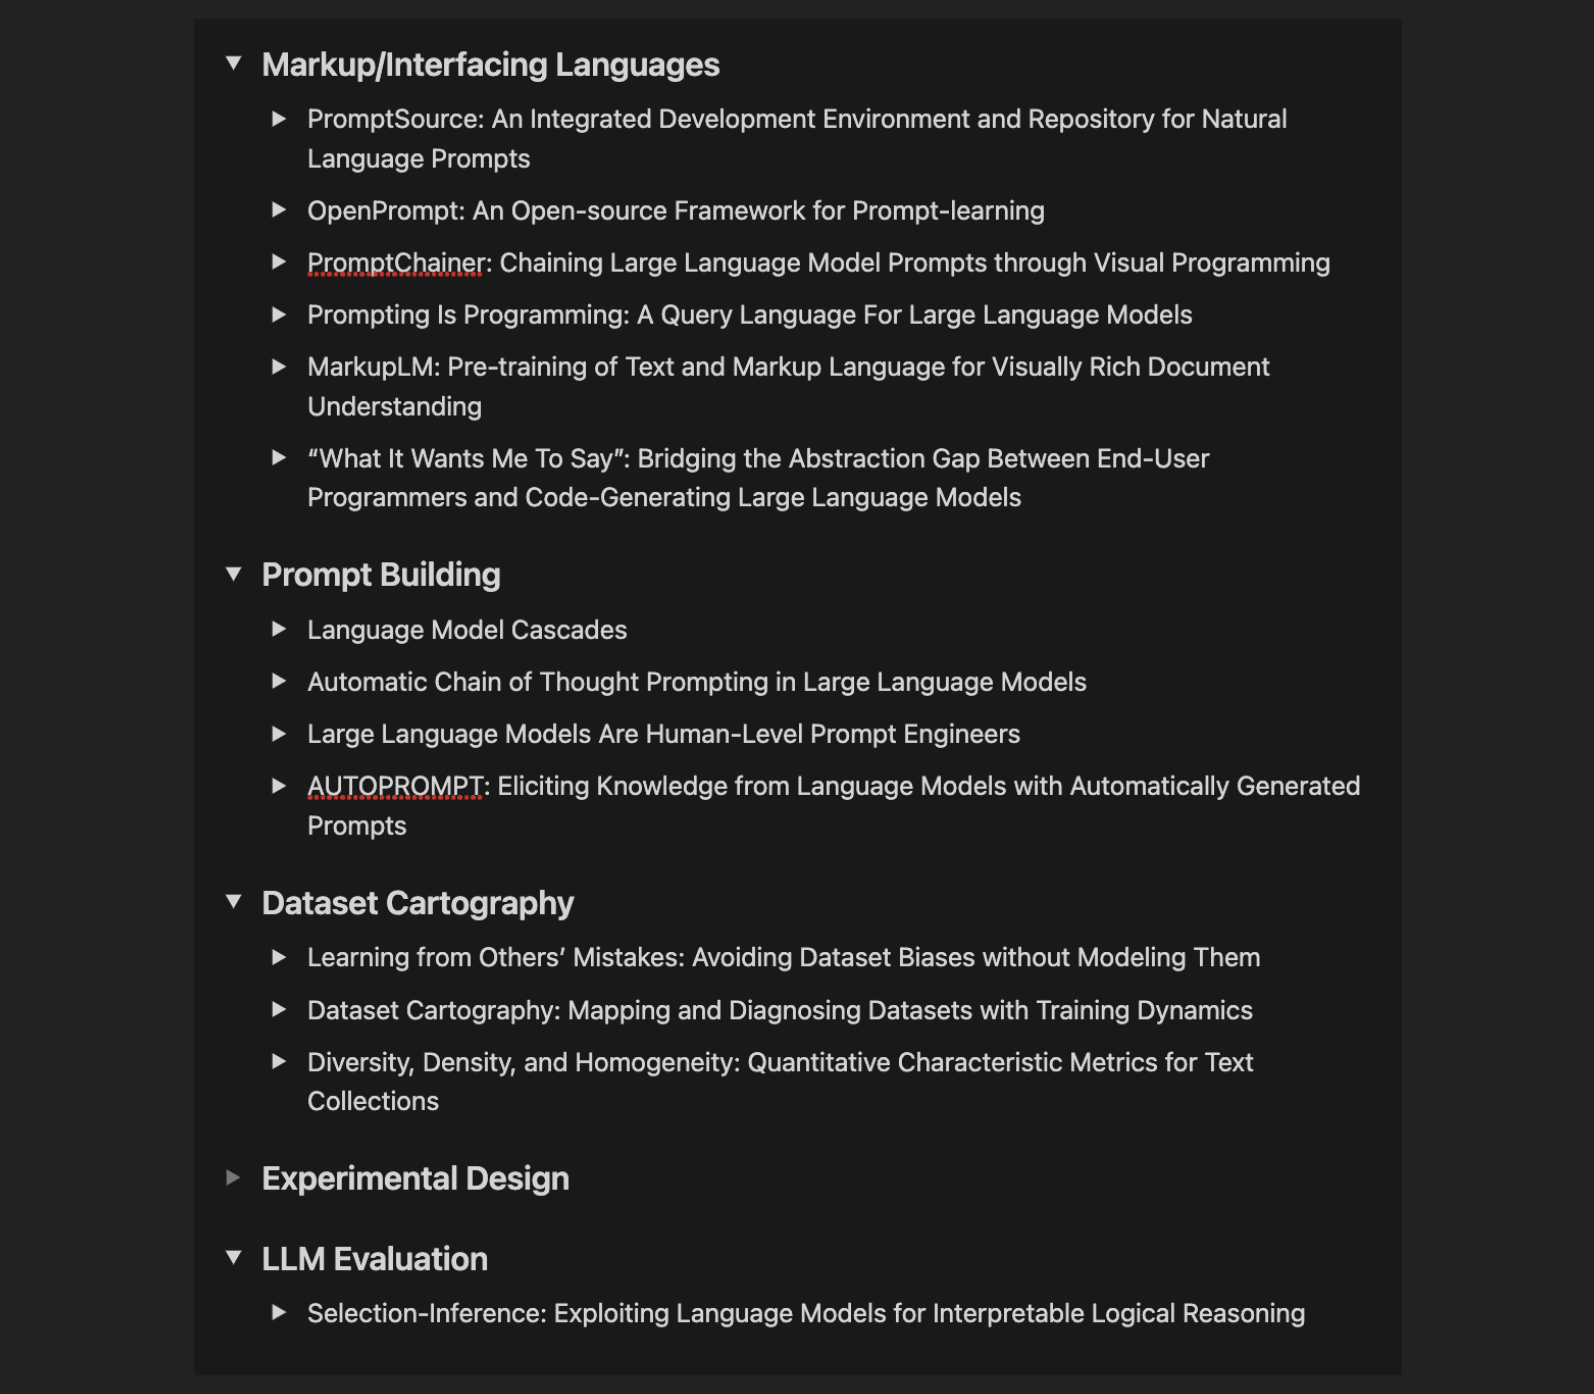 Markup/Interfacing Languages
PromptSource: An Integrated Development Environment and Repository for Natural
Language Prompts
OpenPrompt: An Open-source Framework for Prompt-learning
PromptChainer: Chaining Large Language Model Prompts through Visual Programming
Prompting Is Programming: A Query Language For Large Language Models
MarkupLM: Pre-training of Text and Markup Language for Visually Rich Document
Understanding
“What It Wants Me To Say”: Bridging the Abstraction Gap Between End-User
Programmers and Code-Generating Large Language Models
Prompt Building
Language Model Cascades
Automatic Chain of Thought Prompting in Large Language Models
Large Language Models Are Human-Level Prompt Engineers
AUTOPROMPT: Eliciting Knowledge from Language Models with Automatically Generated
Prompts
Dataset Cartography
Learning from Others’ Mistakes: Avoiding Dataset Biases without Modeling Them
Dataset Cartography: Mapping and Diagnosing Datasets with Training Dynamics
Diversity, Density, and Homogeneity: Quantitative Characteristic Metrics for Text
Collections
Experimental Design
LLM Evaluation
Selection-Inference: Exploiting Language Models for Interpretable Logical Reasoning